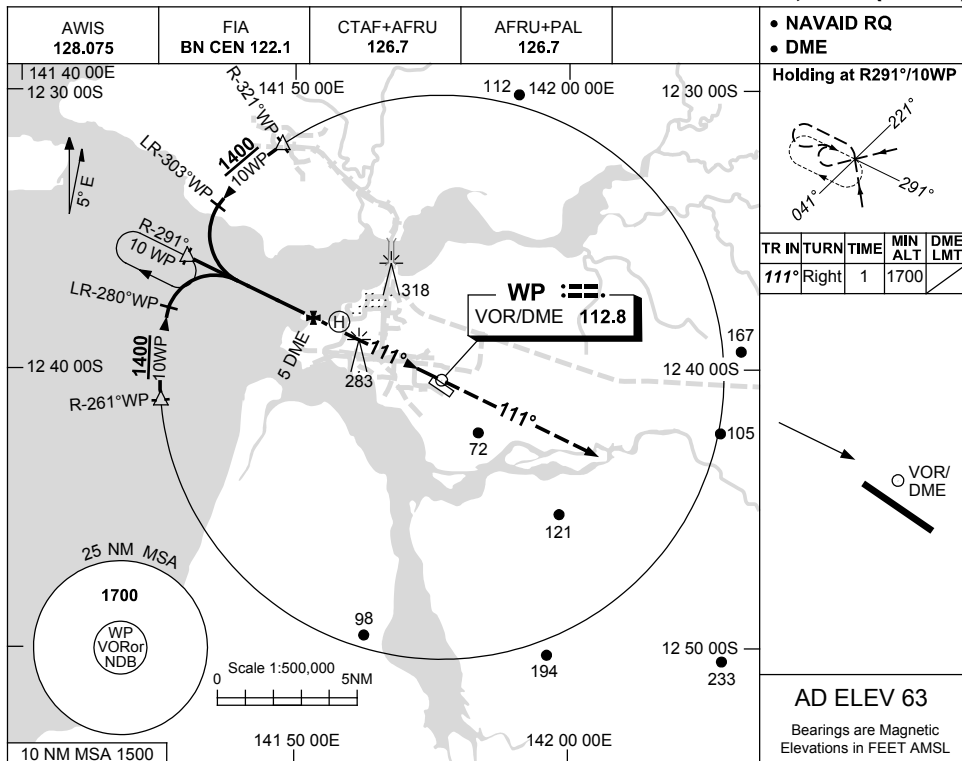 AWIS
128.075
FIA
BN CEN 122.1
CTAF+AFRU
126.7
AFRU+PAL
126.7
• NAVAID RQ
• DME
141 40 00E
12 30 00S
141 50 00E
112
142 00 00E
12 30 00S
R-321°WP
1400
10WP
LR-303°WP
5° E
R-291°
10 WP
LR-280°WP
1400
10WP
R-261°WP
318
WP
VOR/DME 112.8
H
5 DME
111°
283
167
12 40 00S
12 40 00S
111°
72
105
121
98
194
12 50 00S
233
25 NM MSA
1700
WP
VORor
NDB
Scale 1:500,000
0
5NM
10 NM MSA 1500
141 50 00E
142 00 00E
Holding at R291°/10WP
221°
041°
291°
TR IN TURN TIME MIN ALT DME LMT
111° Right 1 1700
VOR/
DME
AD ELEV 63
Bearings are Magnetic
Elevations in FEET AMSL